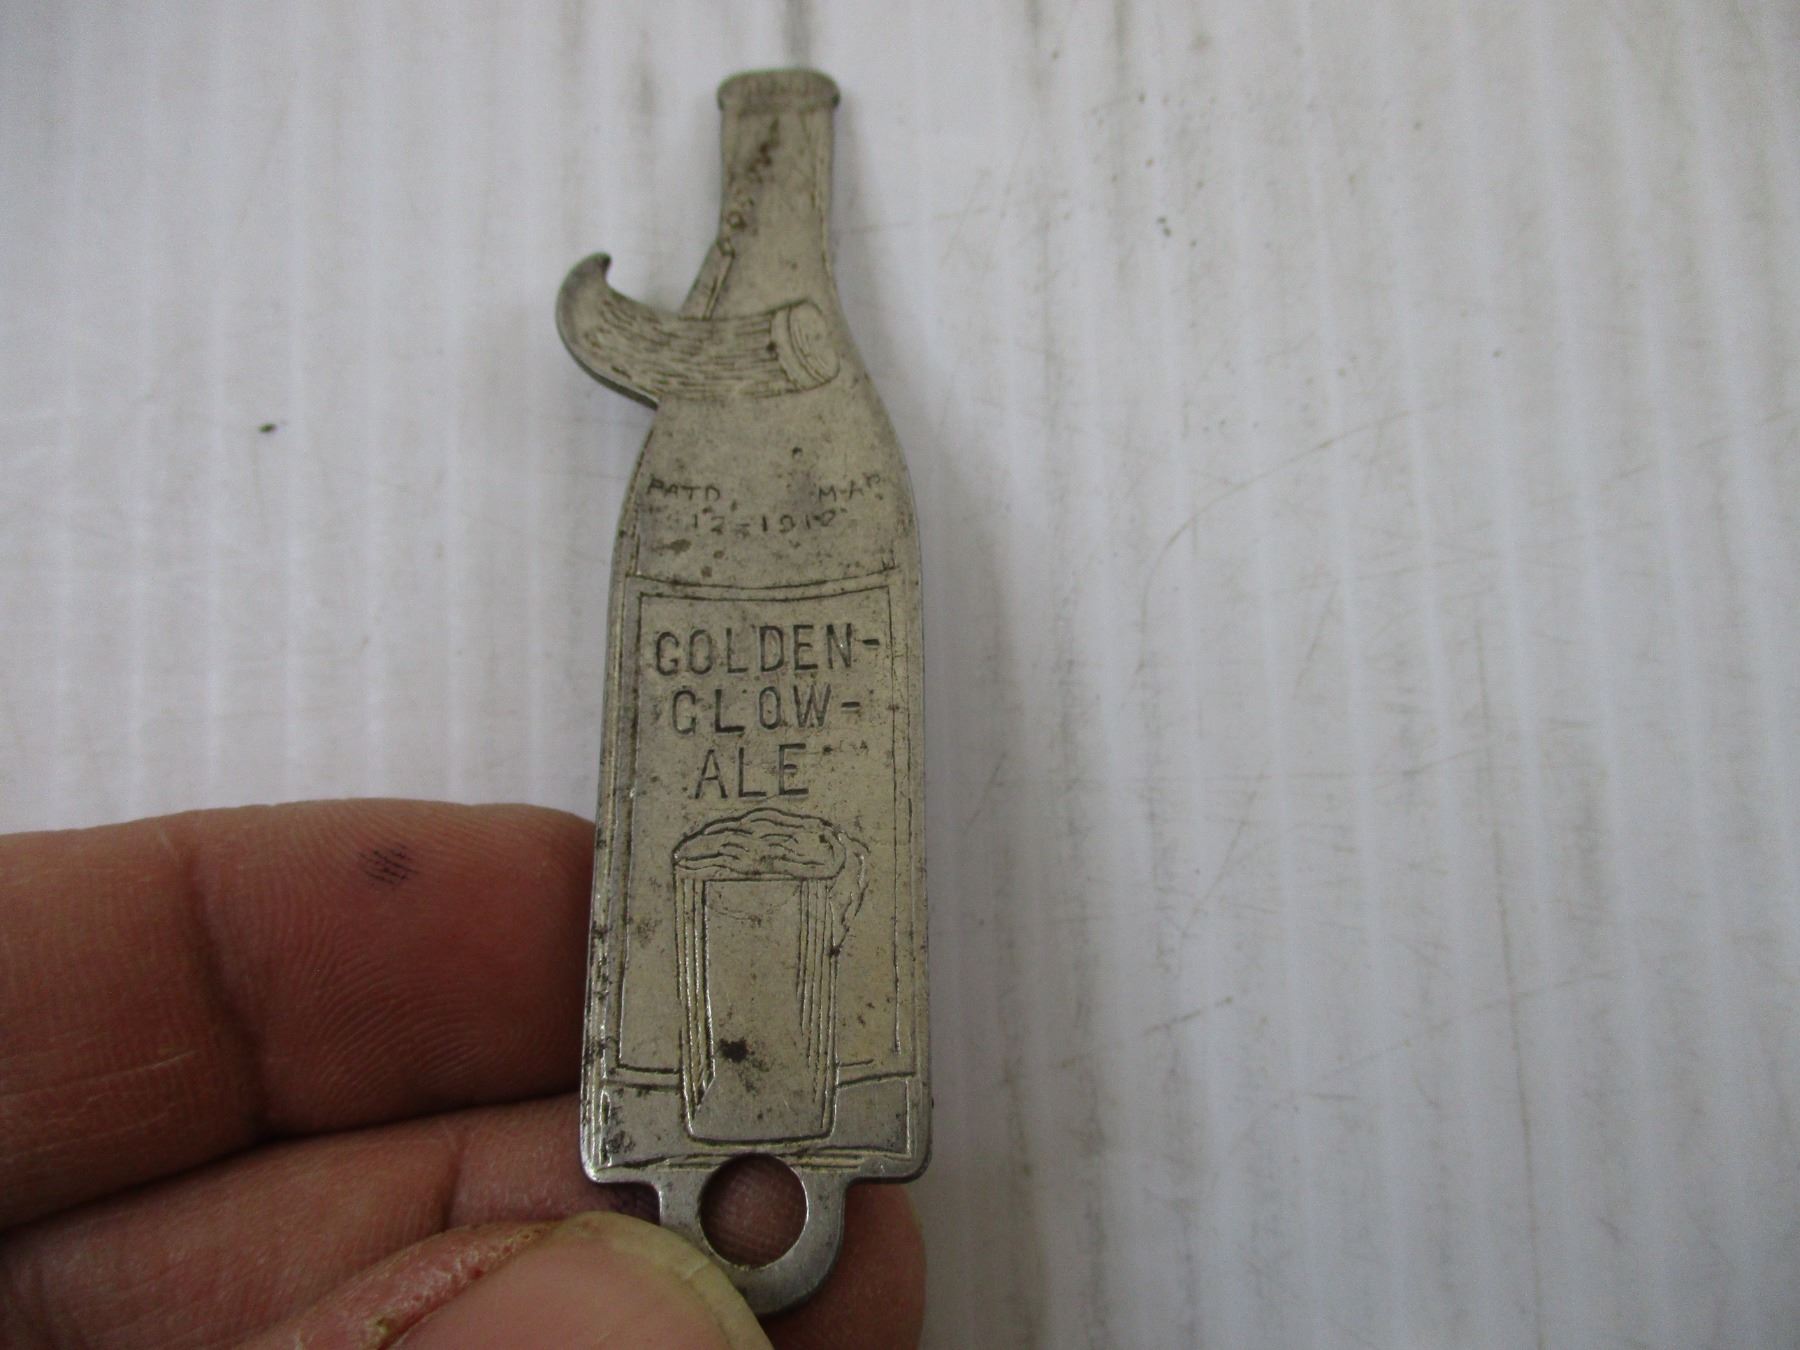 PATD. MAR.
12-1912
GOLDEN-
GLOW-
ALE